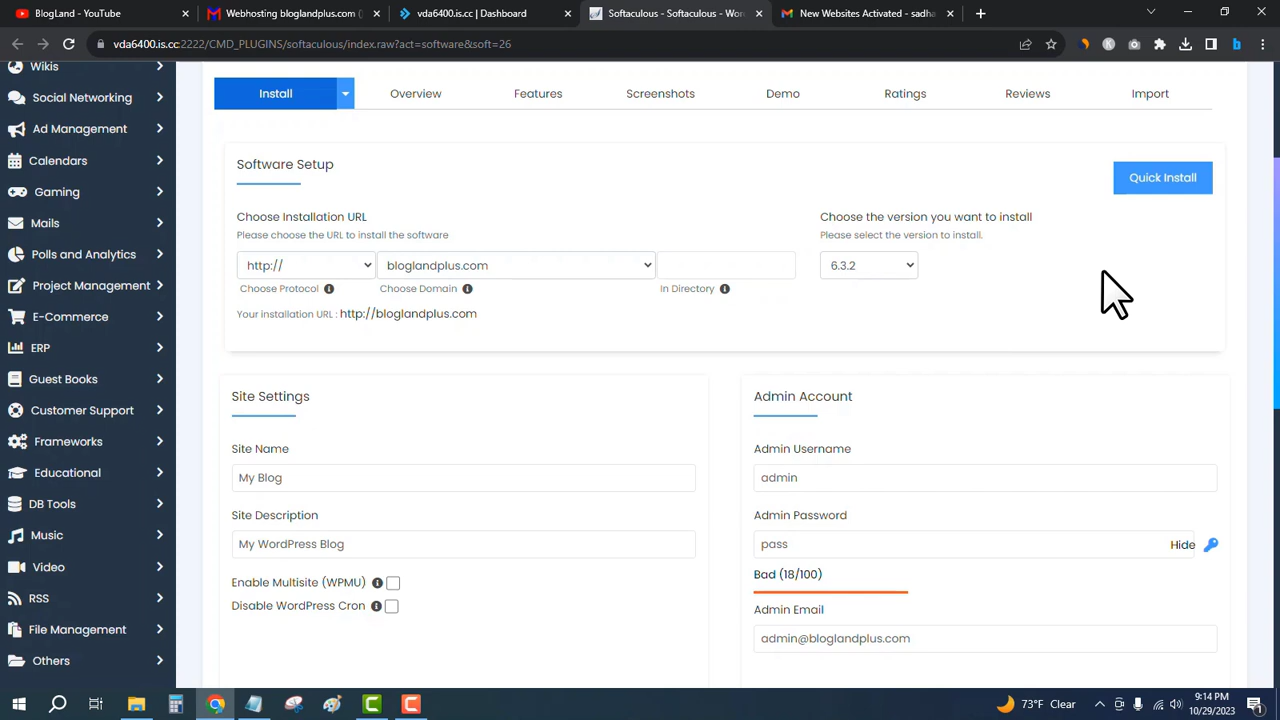 BlogLand - YouTube
Webhosting bloglandplus.com (
vda6400.is.cc | Dashboard
Softaculous - Softaculous - Wor
New Websites Activated - sadha
vda6400.is.cc:2222/CMD_PLUGINS/softaculous/index.raw?act=software&soft=26
Wikis
Social Networking
Ad Management
Calendars
Gaming
Mails
Polls and Analytics
Project Management
E-Commerce
ERP
Guest Books
Customer Support
Frameworks
Educational
DB Tools
Music
Video
RSS
File Management
Others
Install
Overview
Features
Screenshots
Demo
Ratings
Reviews
Import
Software Setup
Quick Install
Choose Installation URL
Please choose the URL to install the software
http://
bloglandplus.com
Choose Protocol
Choose Domain
In Directory
Your installation URL : http://bloglandplus.com
Choose the version you want to install
Please select the version to install.
6.3.2
Site Settings
Site Name
My Blog
Site Description
My WordPress Blog
Enable Multisite (WPMU)
Disable WordPress Cron
Admin Account
Admin Username
admin
Admin Password
pass
Hide
Bad (18/100)
Admin Email
admin@bloglandplus.com
73°F Clear
9:14 PM
10/29/2023